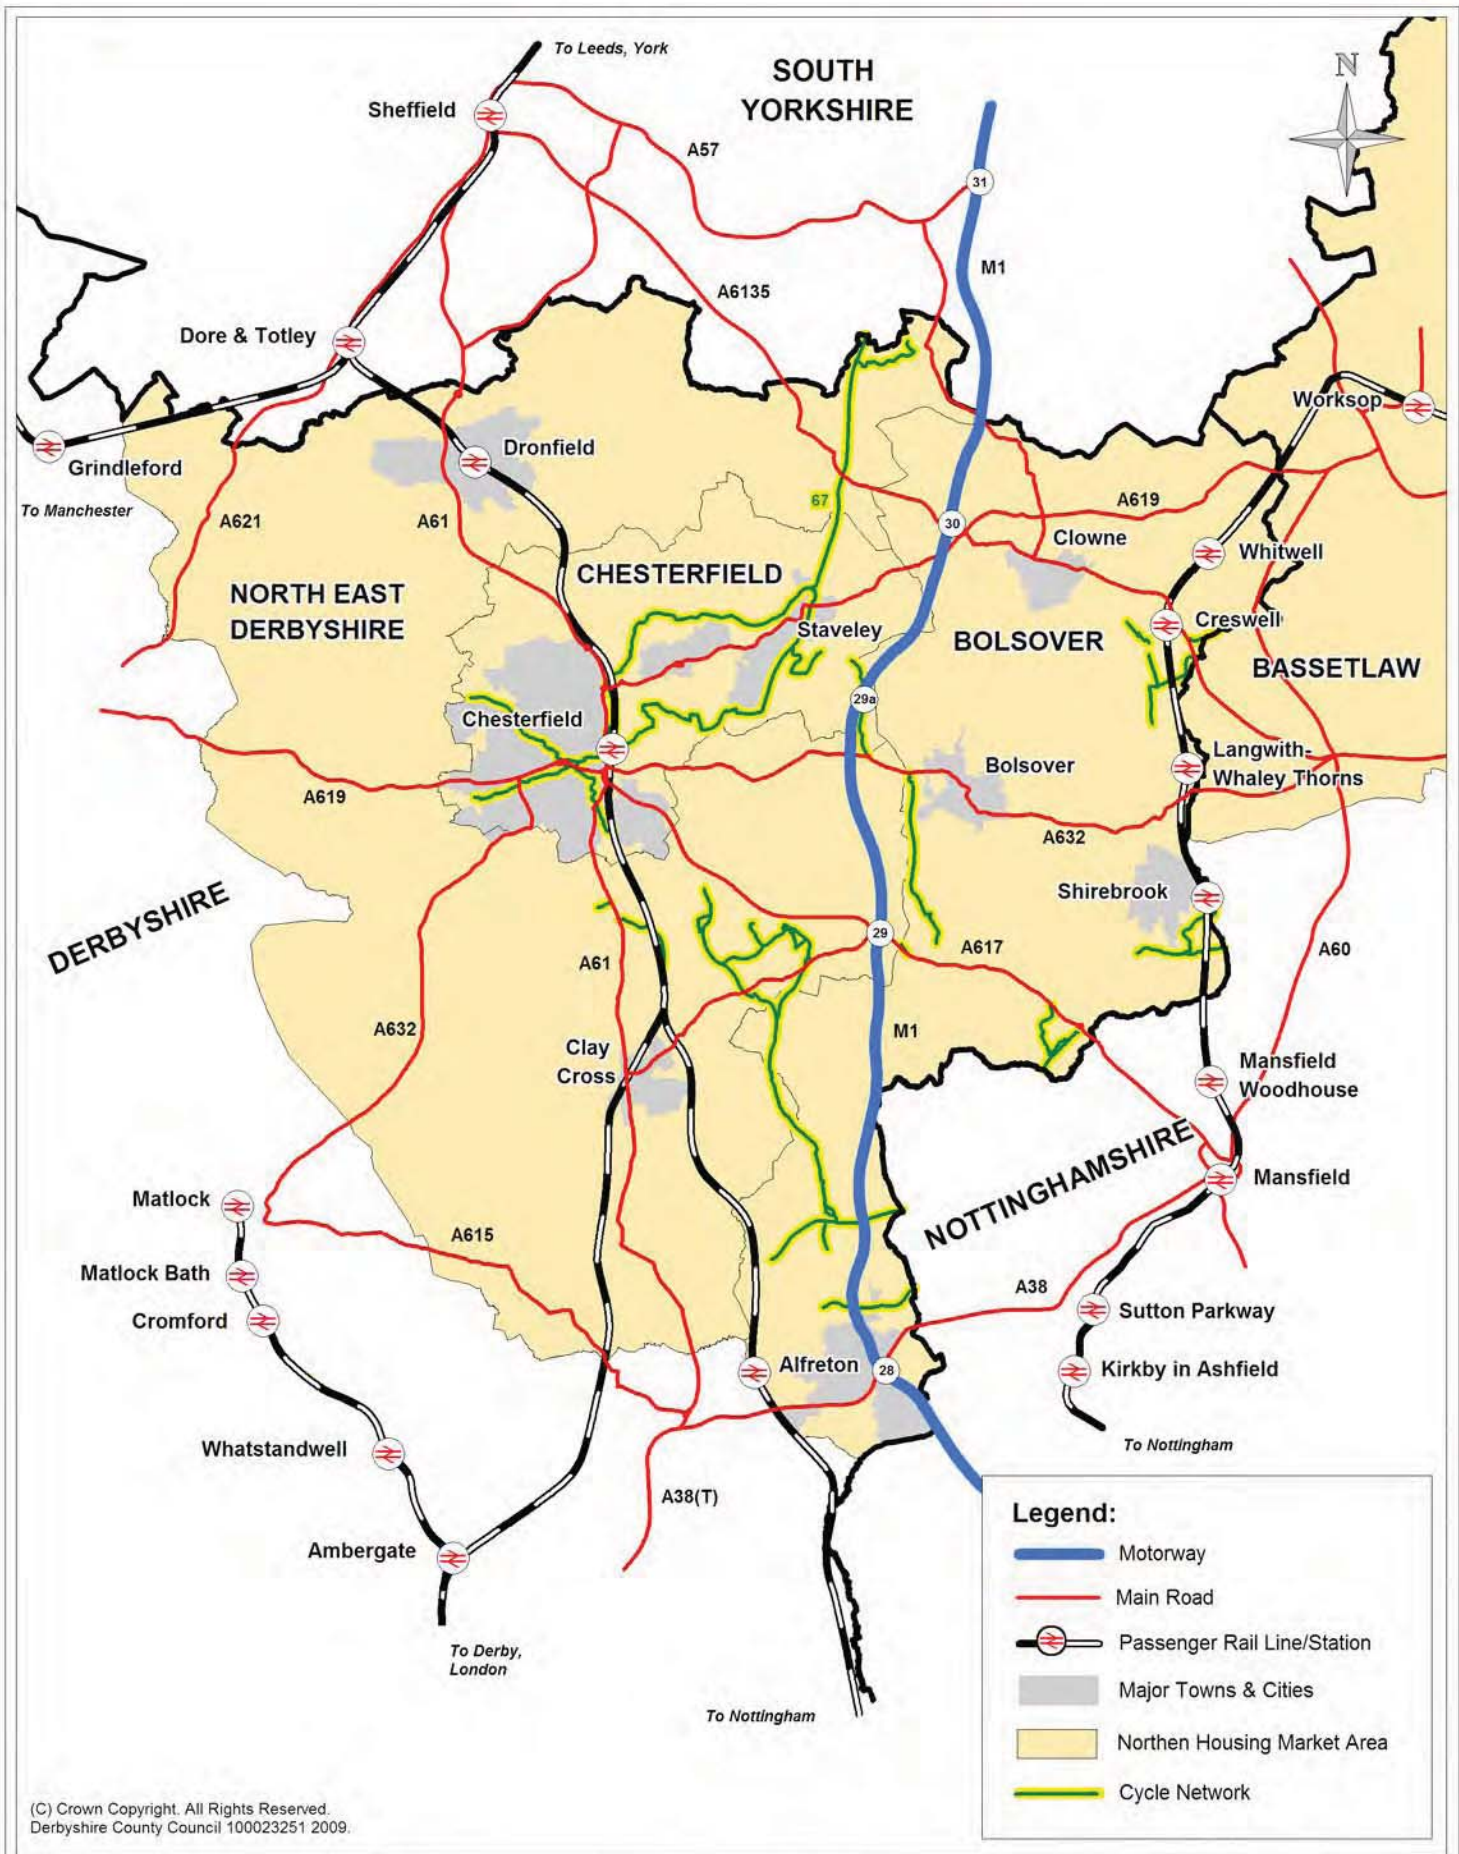 To Leeds, York
SOUTH
YORKSHIRE
N
Sheffield
A57
31
M1
A6135
Dore & Totley
Worksop
Grindleford
Dronfield
To Manchester
A621
A61
67
A619
30
Clowne
Whitwell
CHESTERFIELD
NORTH EAST
DERBYSHIRE
Staveley
Creswell
BOLSOVER
BASSETLAW
29a
Chesterfield
Langwith-
Whaley Thorns
Bolsover
A619
A632
Shirebrook
DERBYSHIRE
29
A617
A60
A61
A632
M1
Clay
Cross
Mansfield
Woodhouse
NOTTINGHAMSHIRE
Mansfield
Matlock
A615
Matlock Bath
A38
Cromford
Sutton Parkway
Alfreton
28
Kirkby in Ashfield
To Nottingham
Whatstandwell
A38(T)
Ambergate
To Derby,
London
To Nottingham
Legend:
Motorway
Main Road
Passenger Rail Line/Station
Major Towns & Cities
Northen Housing Market Area
Cycle Network
(C) Crown Copyright. All Rights Reserved.
Derbyshire County Council 100023251 2009.